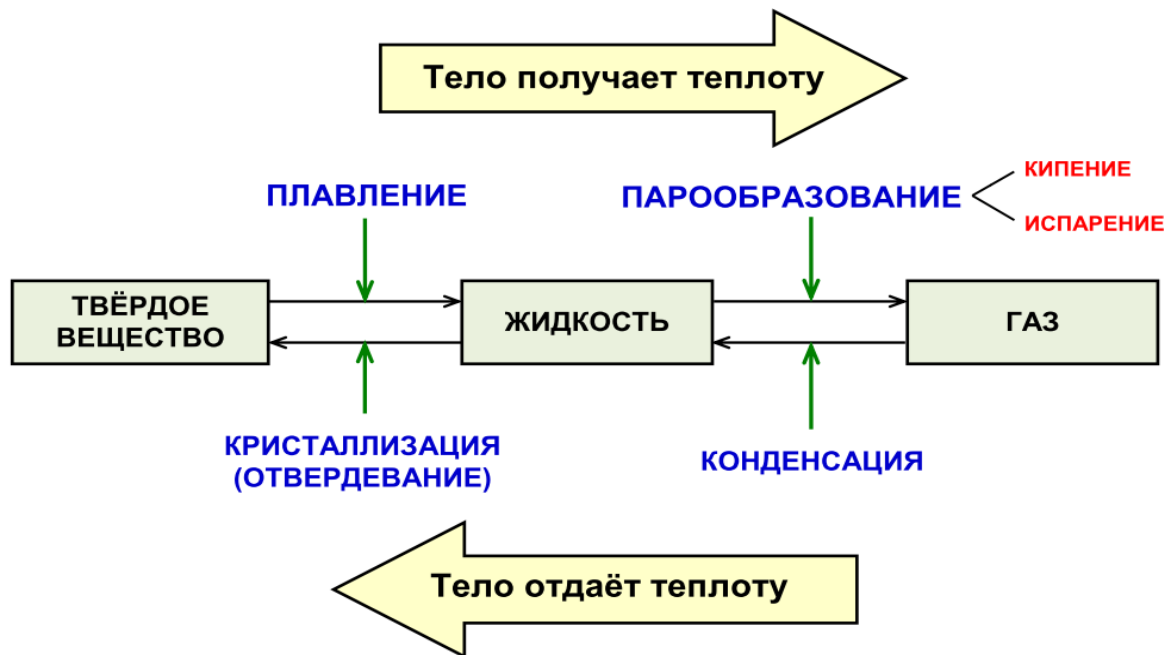 Тело получает теплоту
ПЛАВЛЕНИЕ
ПАРООБРАЗОВАНИЕ
КИПЕНИЕ
ИСПАРЕНИЕ
ТВЁРДОЕ
ВЕЩЕСТВО
ЖИДКОСТЬ
ГАЗ
КРИСТАЛЛИЗАЦИЯ
(ОТВЕРДЕВАНИЕ)
КОНДЕНСАЦИЯ
Тело отдаёт теплоту